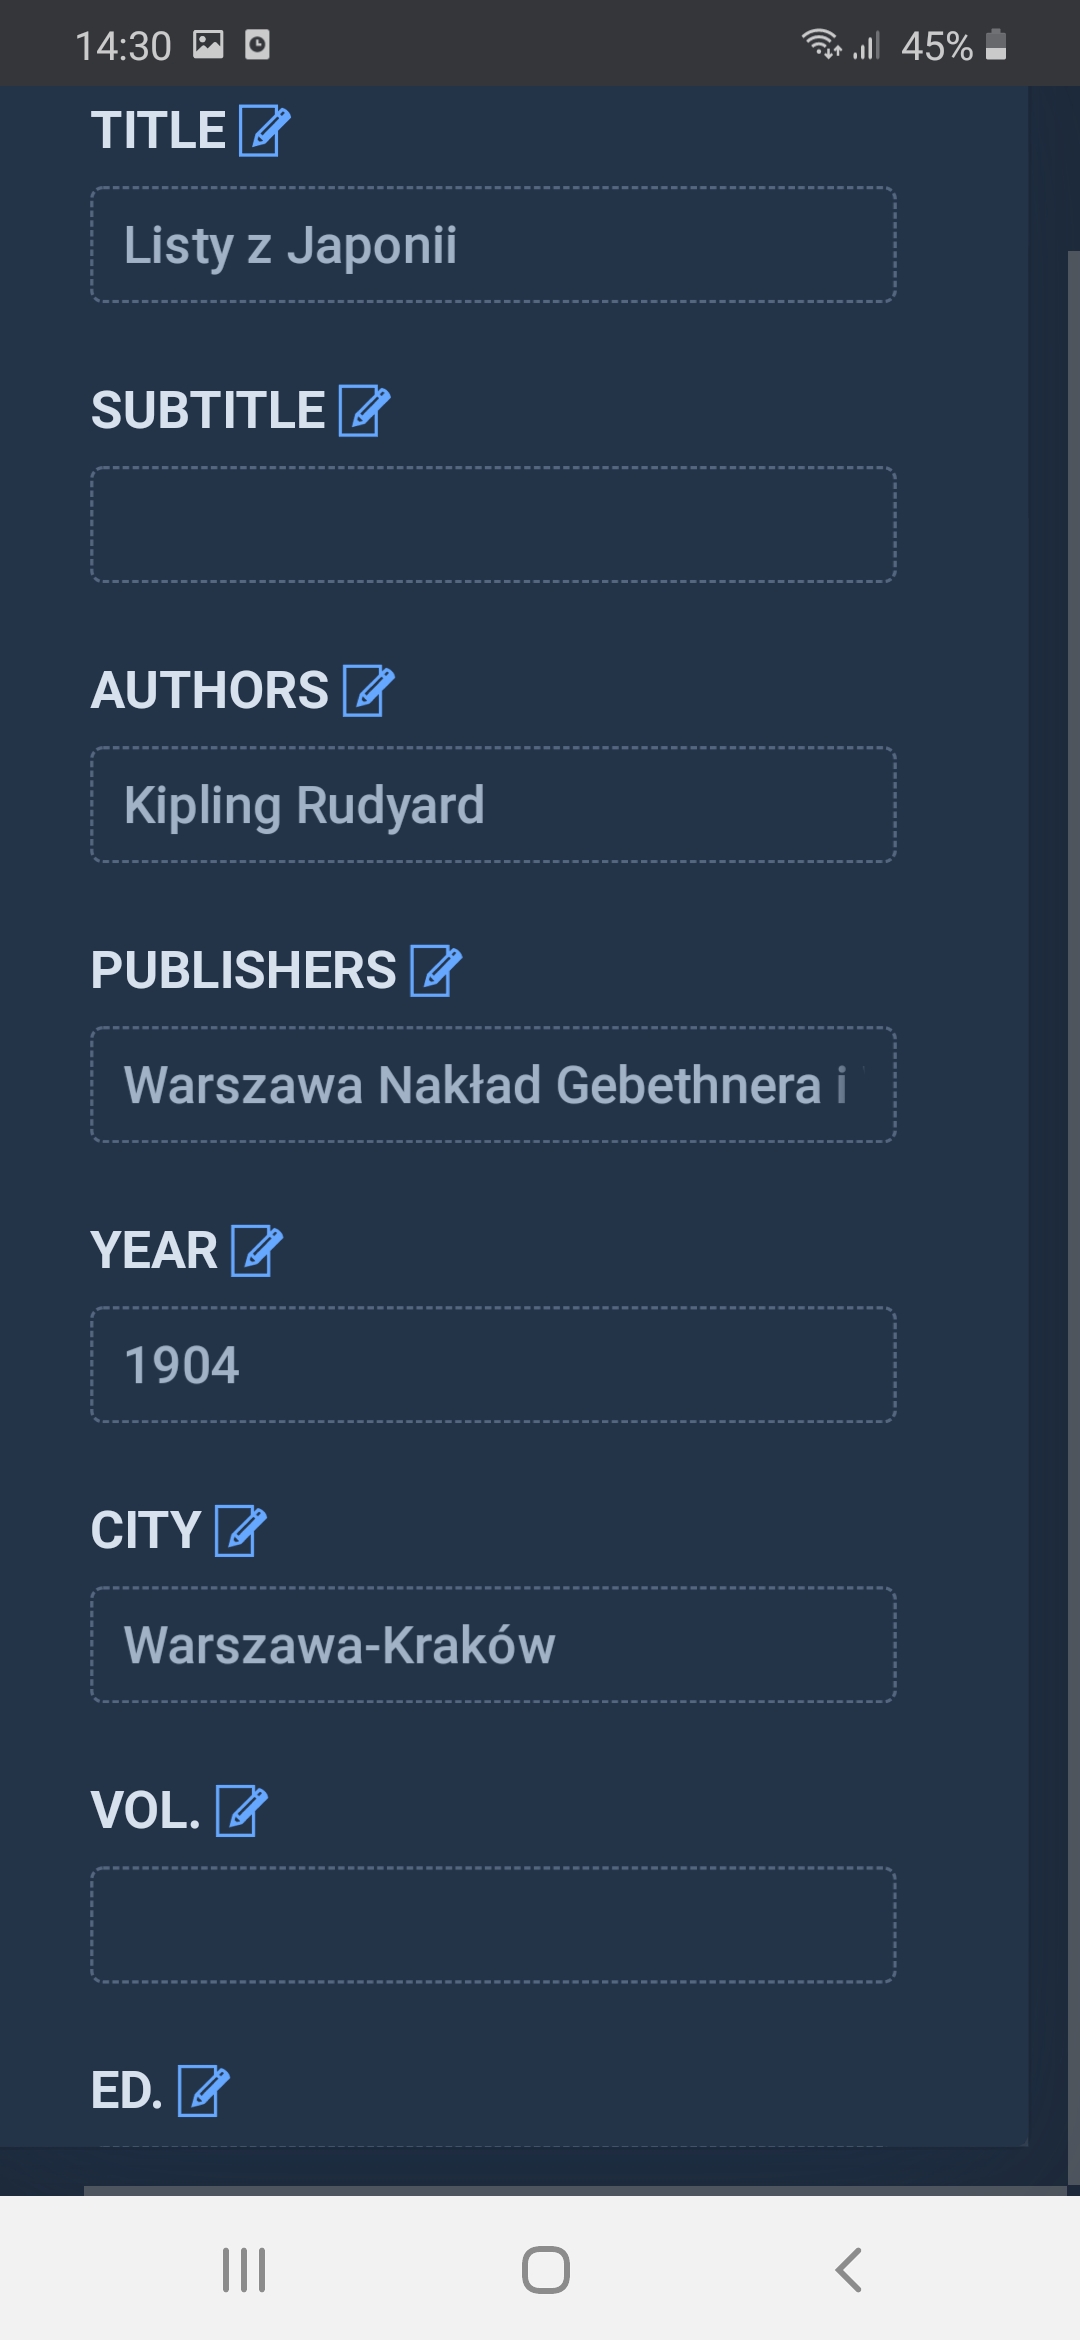 14:30 45%
TITLE
Listy z Japonii
SUBTITLE
AUTHORS
Kipling Rudyard
PUBLISHERS
Warszawa Nakład Gebethnera i
YEAR
1904
CITY
Warszawa-Kraków
VOL.
ED.